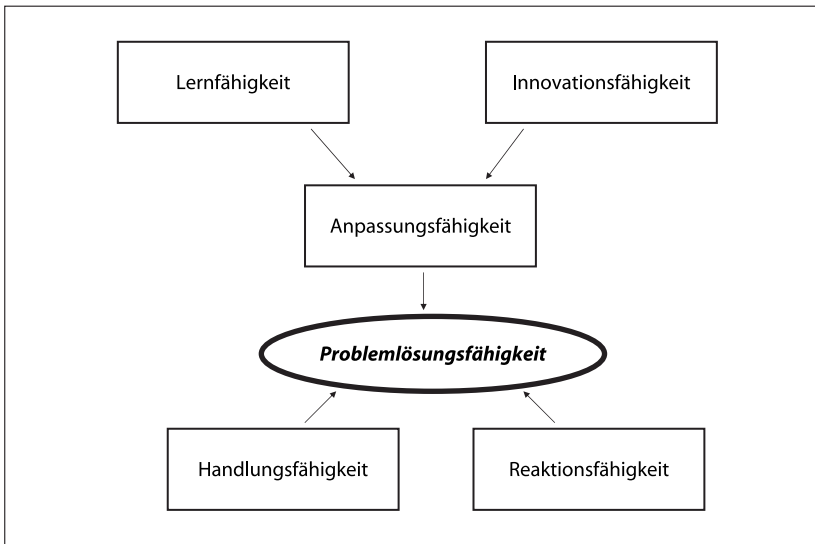 Lernfähigkeit
Innovationsfähigkeit
Anpassungsfähigkeit
Problemlösungsfähigkeit
Handlungsfähigkeit
Reaktionsfähigkeit